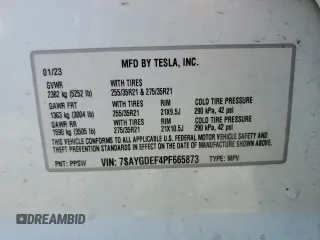 MFD BY TESLA, INC.
01/23
GVWR WITH TIRES
2382 kg (5252 lb) 255/35R21 & 275/35R21
GAWR FRT WITH TIRES RIM COLD TIRE PRESSURE
1363 kg (3004 lb) 255/35R21 21X9.5J 290 kPa, 42 psi
GAWR RR WITH TIRES RIM COLD TIRE PRESSURE
1590 kg (3505 lb) 275/35R21 21X10.5J 290 kPa, 42 psi
THIS VEHICLE CONFORMS TO ALL APPLICABLE U.S. FEDERAL MOTOR VEHICLE SAFETY
AND THEFT PREVENTION STANDARDS IN EFFECT ON THE DATE OF MANUFACTURE SHOWN ABOVE.
PNT: PPSW VIN: 7SAYGDEF4PF665873 TYPE: MPV
DREAMBID